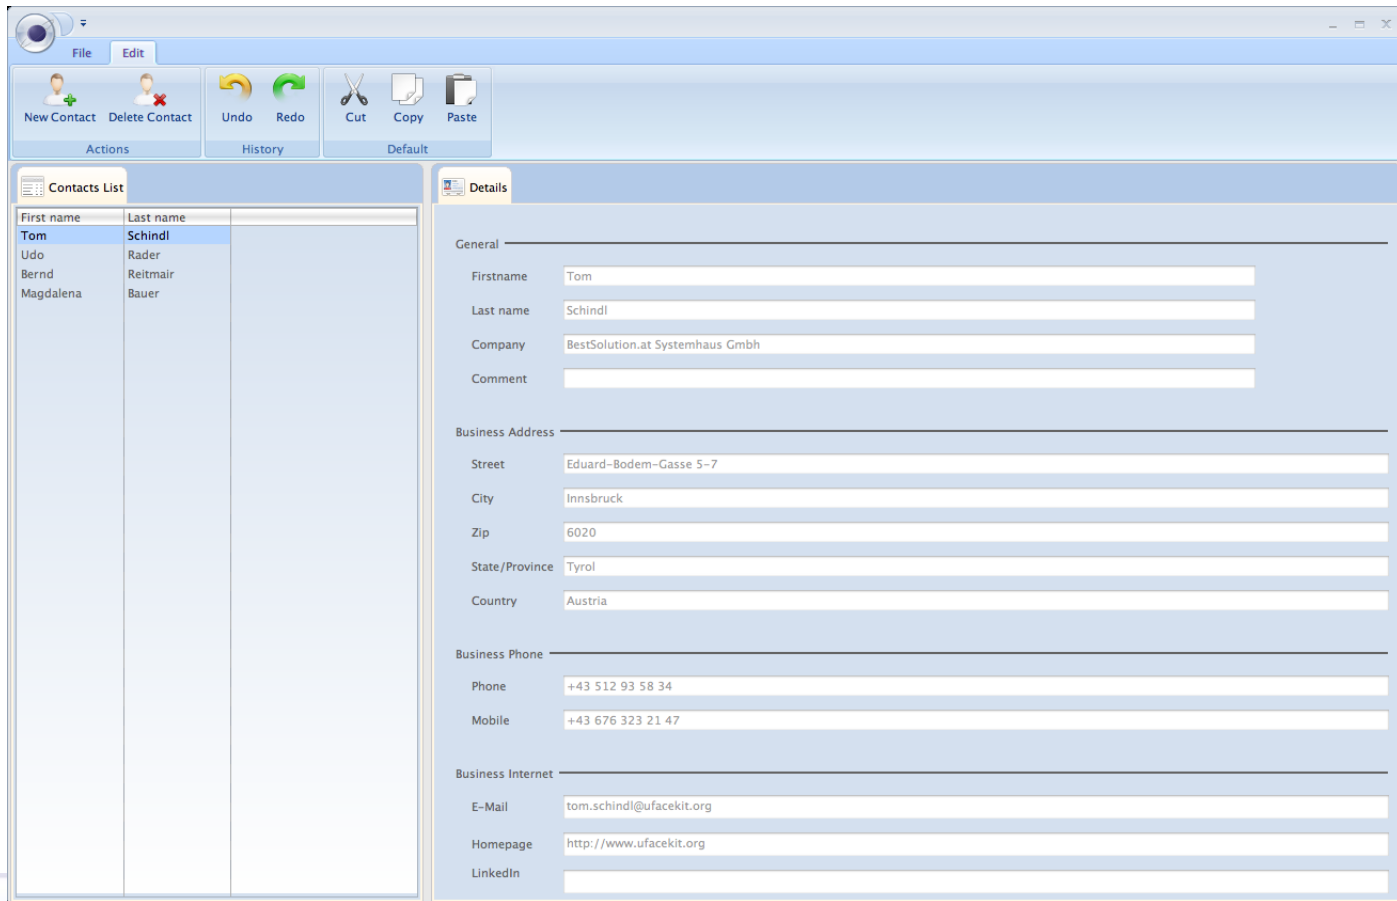 File Edit
New Contact Delete Contact Undo Redo Cut Copy Paste
Actions History Default
Contacts List
First name Last name
Tom Schindl
Udo Rader
Bernd Reitmair
Magdalena Bauer
Details
General
Firstname Tom
Last name Schindl
Company BestSolution.at Systemhaus Gmbh
Comment
Business Address
Street Eduard-Bodem-Gasse 5-7
City Innsbruck
Zip 6020
State/Province Tyrol
Country Austria
Business Phone
Phone +43 512 93 58 34
Mobile +43 676 323 21 47
Business Internet
E-Mail tom.schindl@ufacekit.org
Homepage http://www.ufacekit.org
LinkedIn